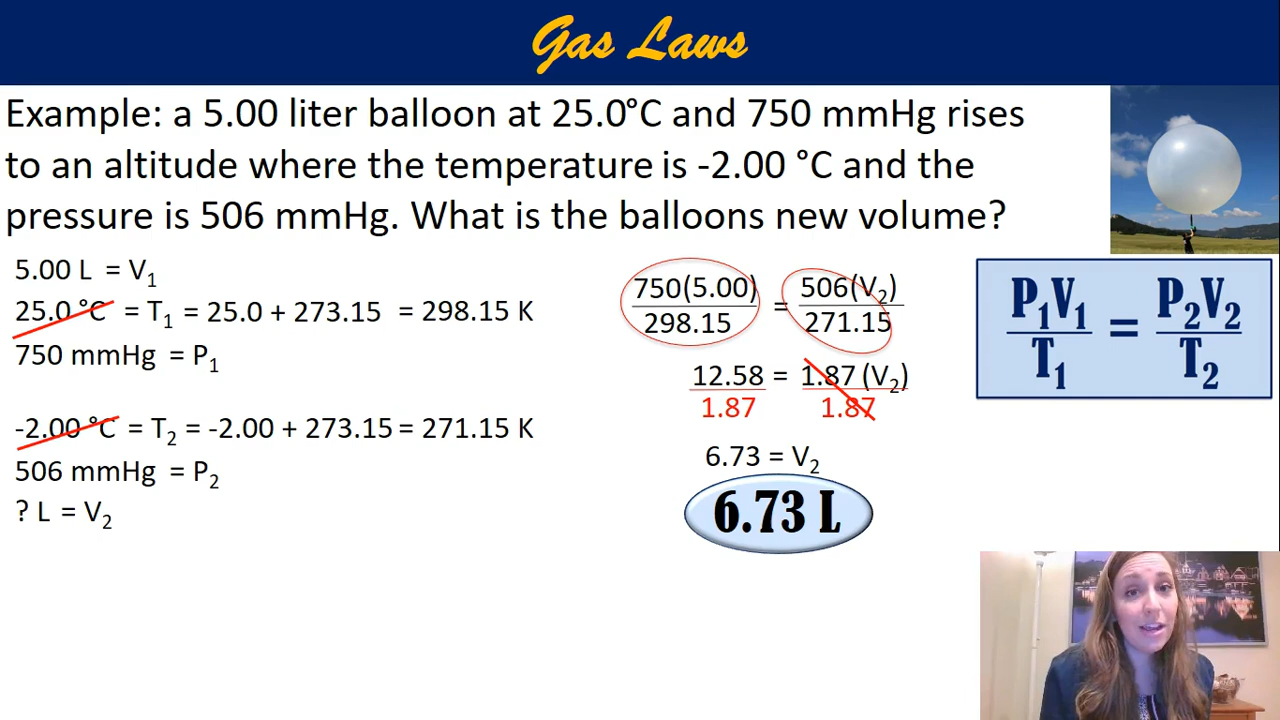 Gas Laws
Example: a 5.00 liter balloon at 25.0°C and 750 mmHg rises
to an altitude where the temperature is -2.00 °C and the
pressure is 506 mmHg. What is the balloons new volume?
5.00 L = V₁
25.0 °C = T₁ = 25.0 + 273.15 = 298.15 K
750 mmHg = P₁
-2.00 °C = T₂ = -2.00 + 273.15 = 271.15 K
506 mmHg = P₂
? L = V₂
750(5.00) = 506(V₂)
298.15 271.15
12.58 = 1.87 (V₂)
1.87 1.87
6.73 = V₂
6.73 L
P₁V₁ = P₂V₂
T₁ T₂